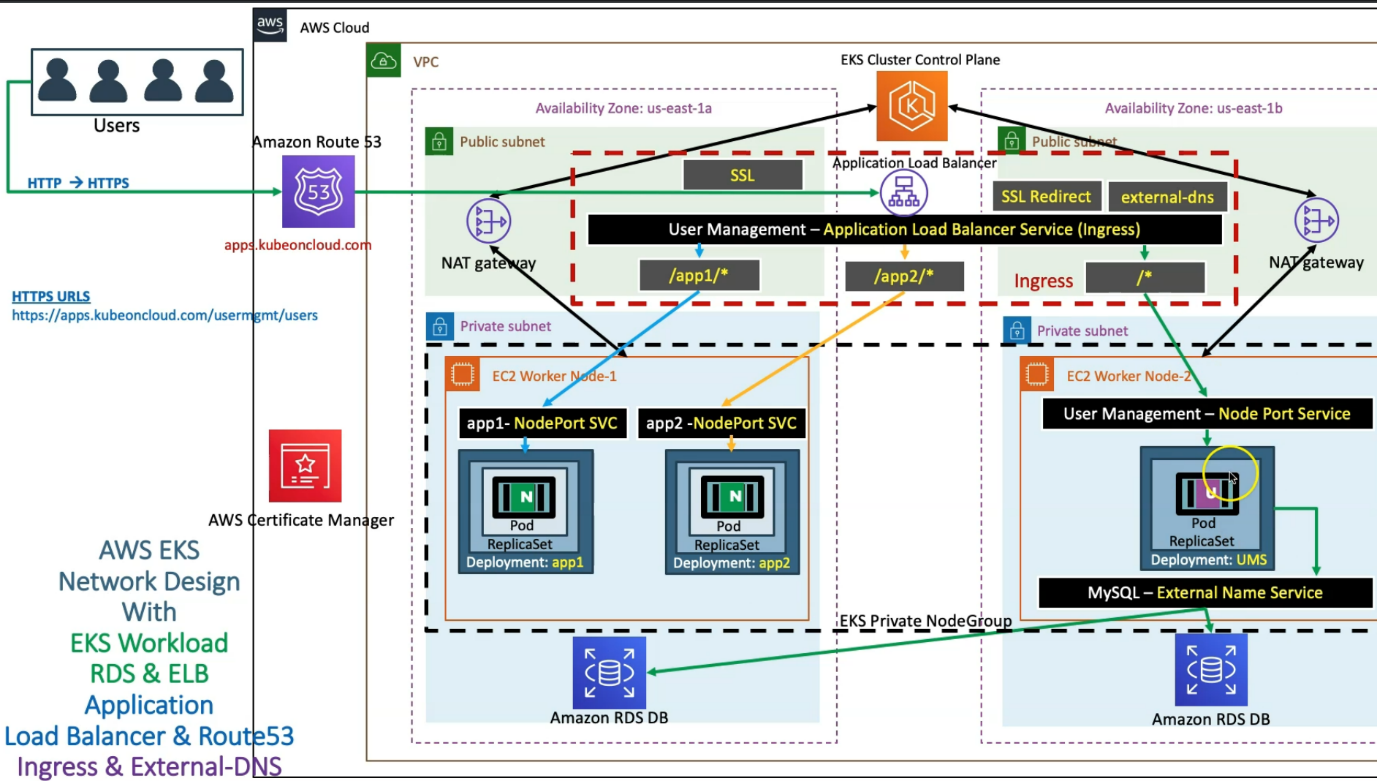 aws
AWS Cloud
VPC
EKS Cluster Control Plane
Users
Availability Zone: us-east-1a
Availability Zone: us-east-1b
Amazon Route 53
Public subnet
Public subnet
Application Load Balancer
HTTP → HTTPS
53
SSL
SSL Redirect
external-dns
K
apps.kubeoncloud.com
User Management – Application Load Balancer Service (Ingress)
NAT gateway
NAT gateway
/app1/*
/app2/*
Ingress
/*
HTTPS URLS
https://apps.kubeoncloud.com/usermgmt/users
Private subnet
Private subnet
EC2 Worker Node-1
EC2 Worker Node-2
app1- NodePort SVC
app2 -NodePort SVC
User Management – Node Port Service
N
N
U
Pod
Pod
Pod
ReplicaSet
ReplicaSet
ReplicaSet
Deployment: app1
Deployment: app2
Deployment: UMS
AWS Certificate Manager
MySQL – External Name Service
EKS Private NodeGroup
Amazon RDS DB
Amazon RDS DB
AWS EKS
Network Design
With
EKS Workload
RDS & ELB
Application
Load Balancer & Route53
Ingress & External-DNS